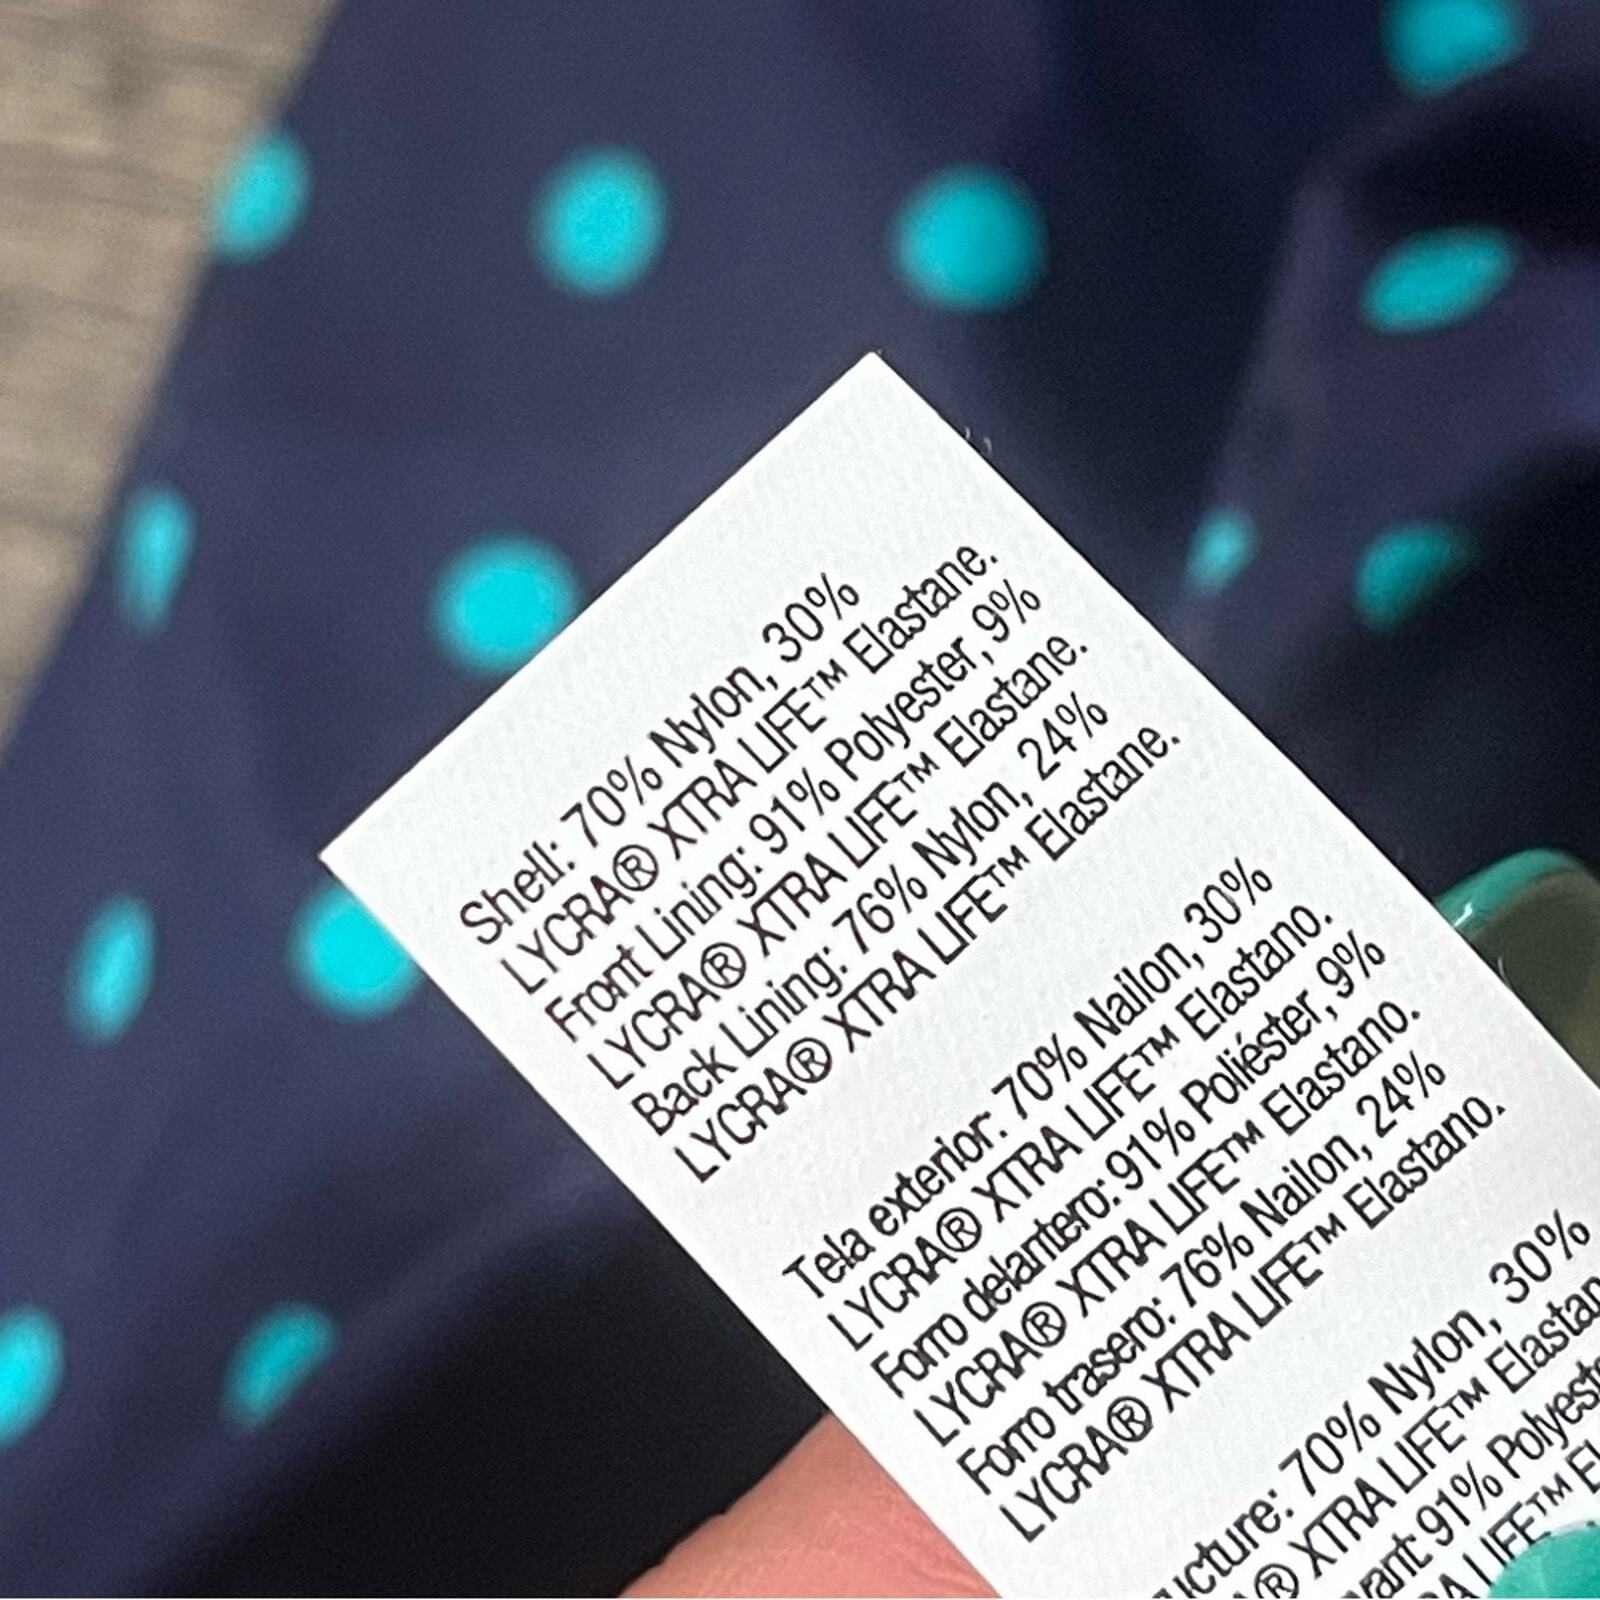 Shell: 70% Nylon, 30%
LYCRA® XTRA LIFE™ Elastane.
Front Lining: 91% Polyester, 9%
LYCRA® XTRA LIFE™ Elastane.
Back Lining: 76% Nylon, 24%
LYCRA® XTRA LIFE™ Elastane.
Tela exterior: 70% Nailon, 30%
LYCRA® XTRA LIFE™ Elastano.
Forro delantero: 91% Poliéster, 9%
LYCRA® XTRA LIFE™ Elastano.
Forro trasero: 76% Nailon, 24%
LYCRA® XTRA LIFE™ Elastano.
70% Nylon, 30%
® XTRA LIFE™
91%
LIFE™